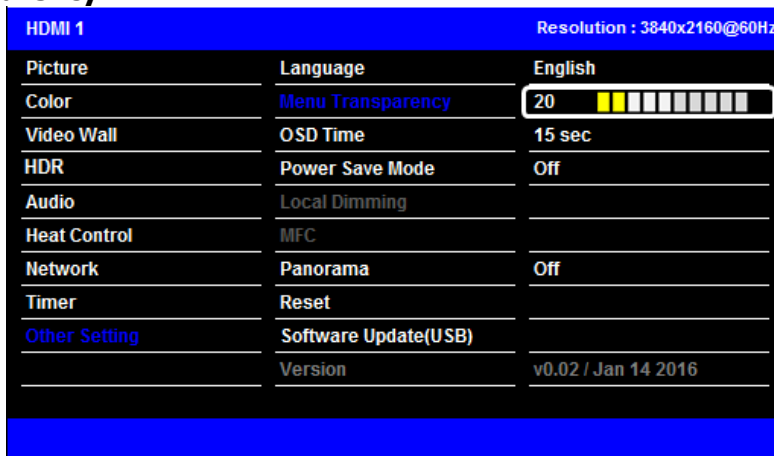 HDMI 1 Resolution : 3840x2160@60Hz
Picture Language English
Color Menu Transparency 20
Video Wall OSD Time 15 sec
HDR Power Save Mode Off
Audio Local Dimming
Heat Control MFC
Network Panorama Off
Timer Reset
Other Setting Software Update(USB)
Version v0.02 / Jan 14 2016